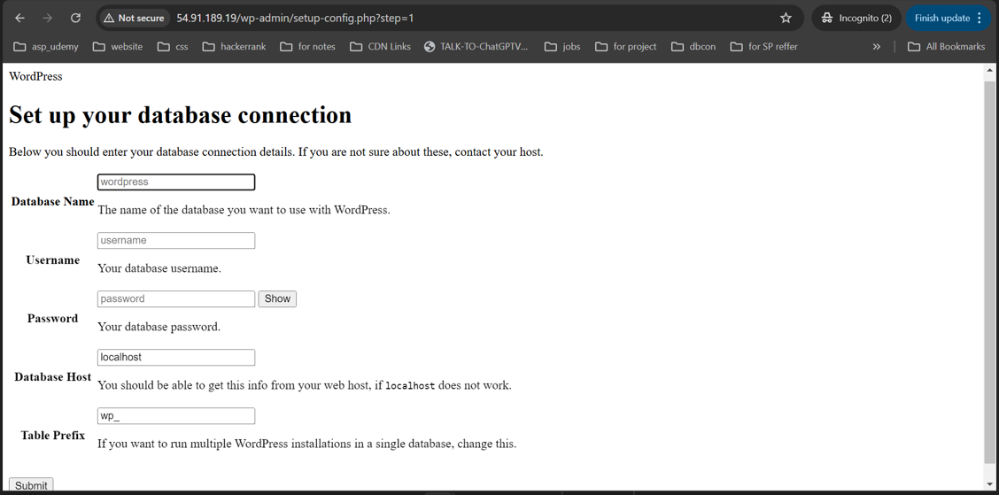 Not secure 54.91.189.19/wp-admin/setup-config.php?step=1 Incognito (2) Finish update
asp_udemy website css hackerrank for notes CDN Links TALK-TO-ChatGPTV... jobs for project dbcon for SP reffer » All Bookmarks
WordPress
Set up your database connection
Below you should enter your database connection details. If you are not sure about these, contact your host.
wordpress
Database Name
The name of the database you want to use with WordPress.
username
Username
Your database username.
password Show
Password
Your database password.
localhost
Database Host
You should be able to get this info from your web host, if localhost does not work.
wp_
Table Prefix
If you want to run multiple WordPress installations in a single database, change this.
Submit